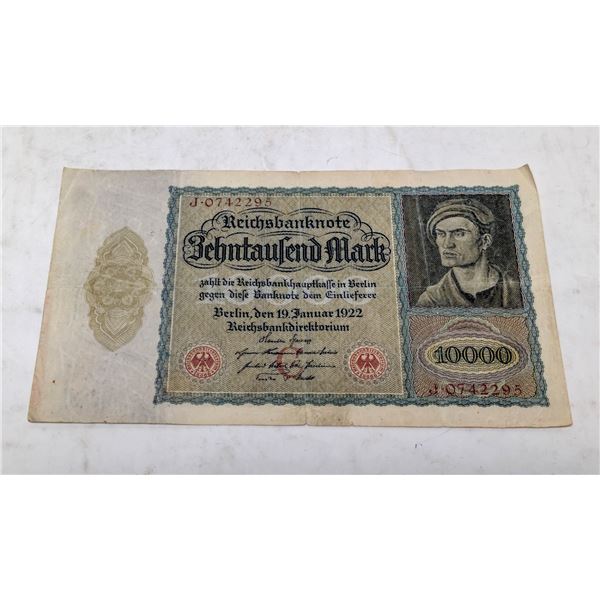 J·0742295
Reichsbanknote
Zehntausend Mark
zahlt die Reichsbankhauptkasse in Berlin
gegen diese Banknote dem Einlieferer
Berlin, den 19. Januar 1922
Reichsbankdirektorium
10000
J·0742295